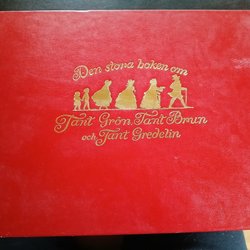 Den stora boken om
Tant Grön, Tant Brun
och Tant Gredelin